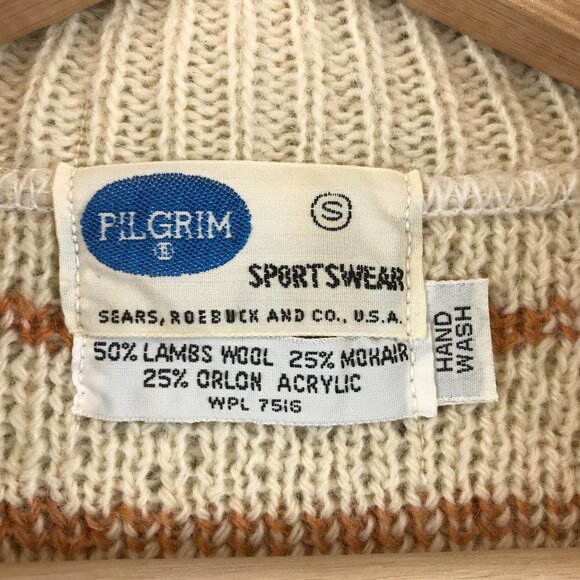 PILGRIM
S
SPORTSWEAR
SEARS, ROEBUCK AND CO., U.S.A.
50% LAMBS WOOL 25% MOHAIR
25% ORLON ACRYLIC
WPL 7516
HAND
WASH